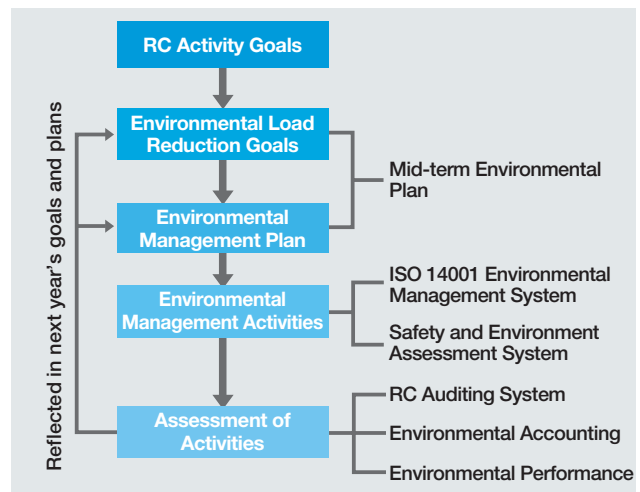 RC Activity Goals
Environmental Load
Reduction Goals
Mid-term Environmental
Plan
Environmental
Management Plan
Environmental
Management Activities
ISO 14001 Environmental
Management System
Safety and Environment
Assessment System
Assessment of
Activities
RC Auditing System
Environmental Accounting
Environmental Performance
Reflected in next year's goals and plans